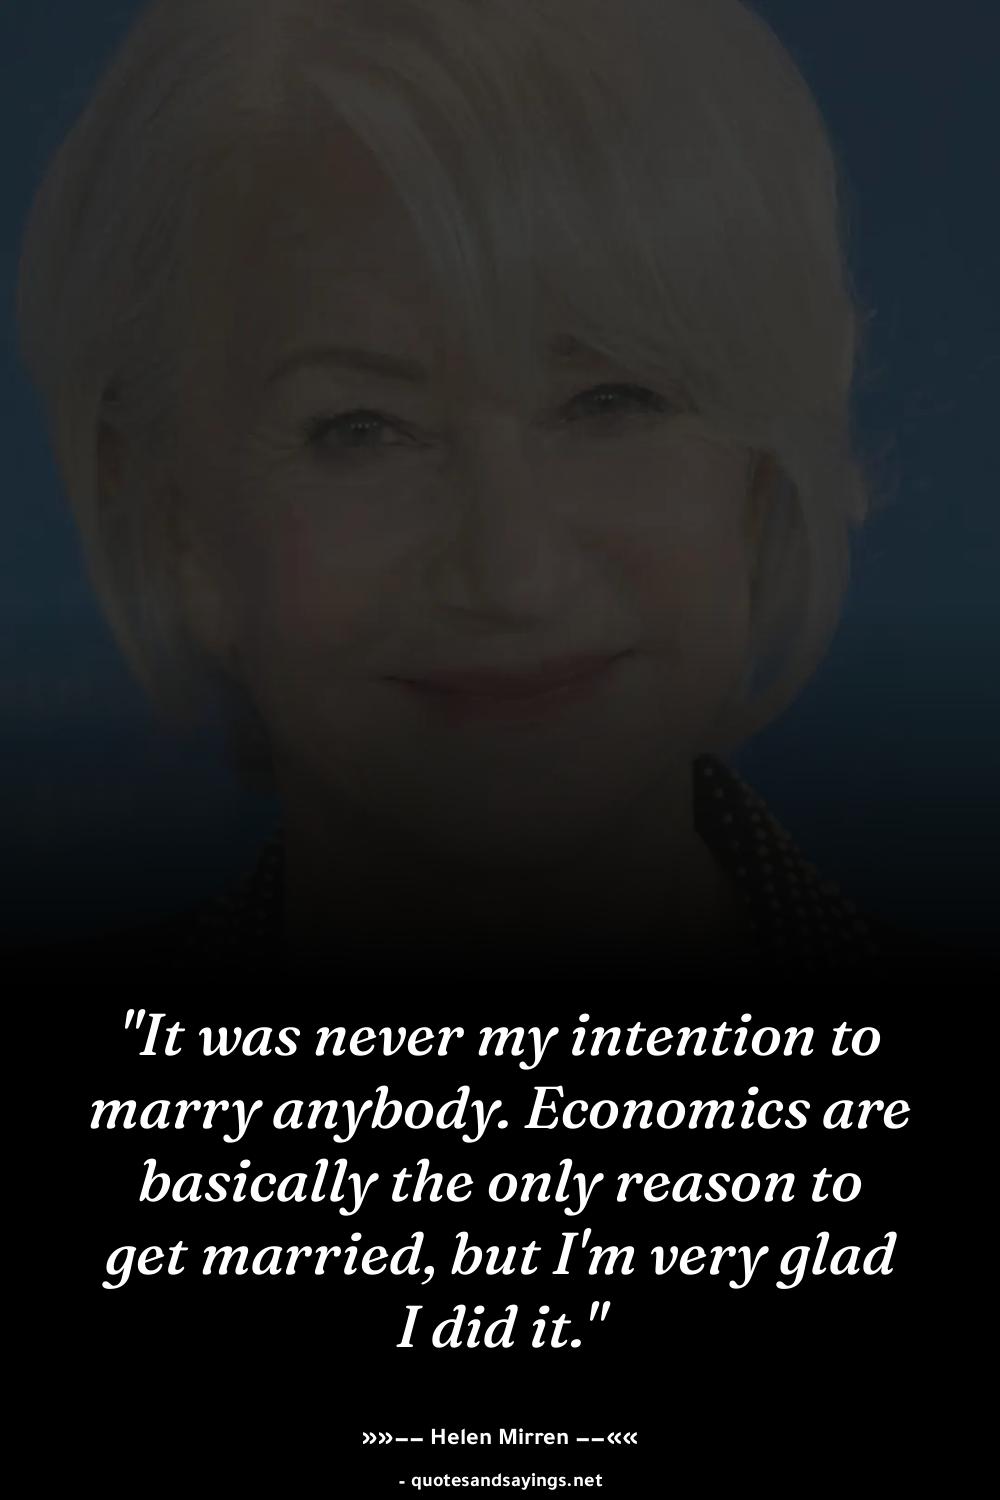 "It was never my intention to
marry anybody. Economics are
basically the only reason to
get married, but I'm very glad
I did it."
»»–– Helen Mirren ––««
- quotesandsayings.net